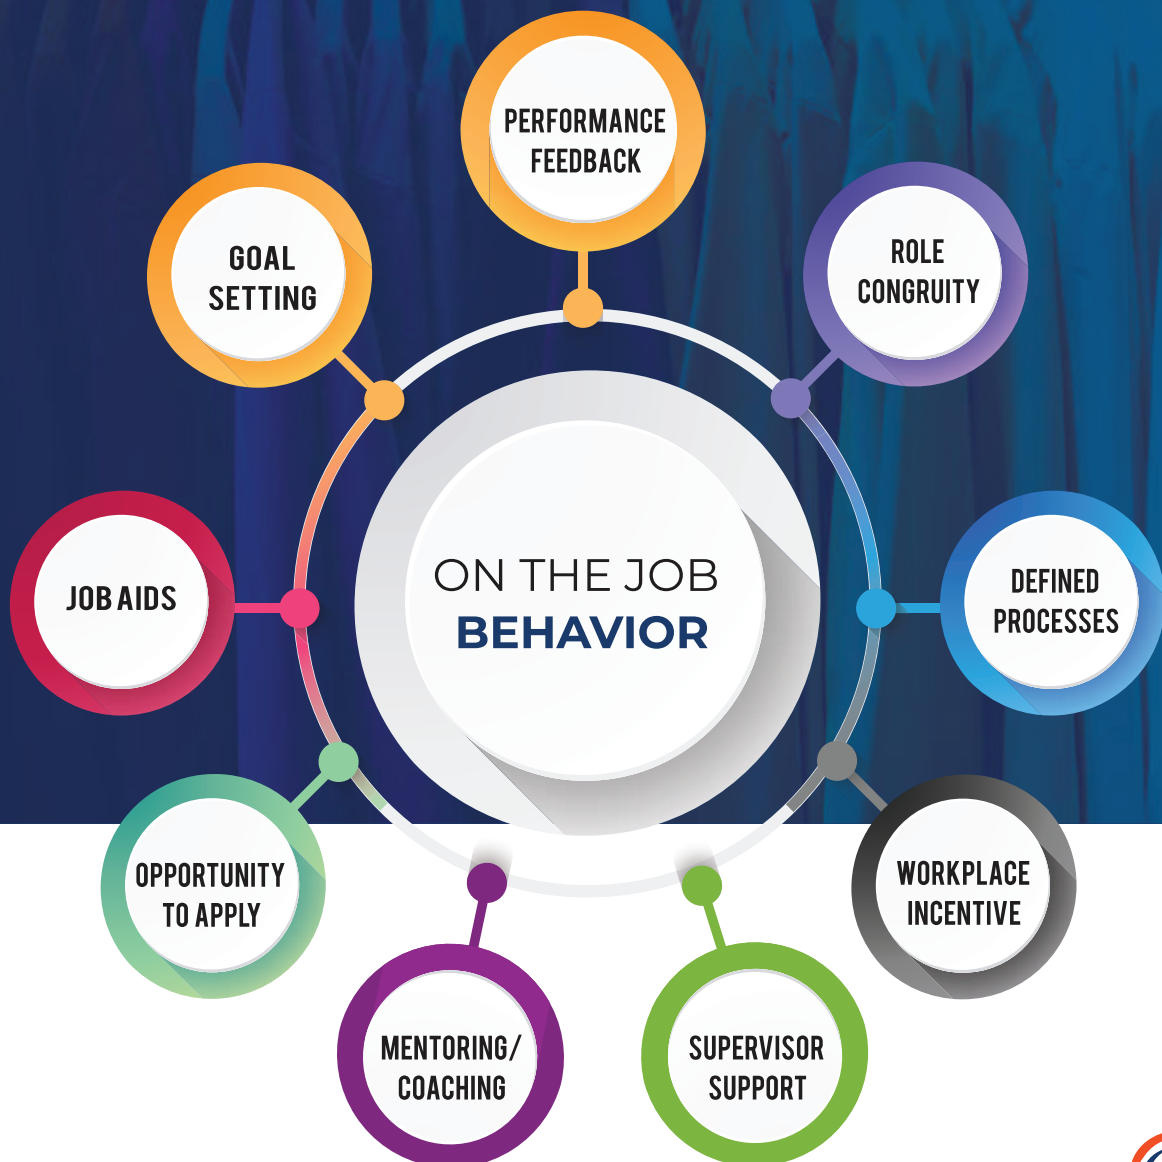 PERFORMANCE
FEEDBACK
GOAL
SETTING
ROLE
CONGRUITY
JOB AIDS
ON THE JOB
BEHAVIOR
DEFINED
PROCESSES
OPPORTUNITY
TO APPLY
WORKPLACE
INCENTIVE
MENTORING/
COACHING
SUPERVISOR
SUPPORT